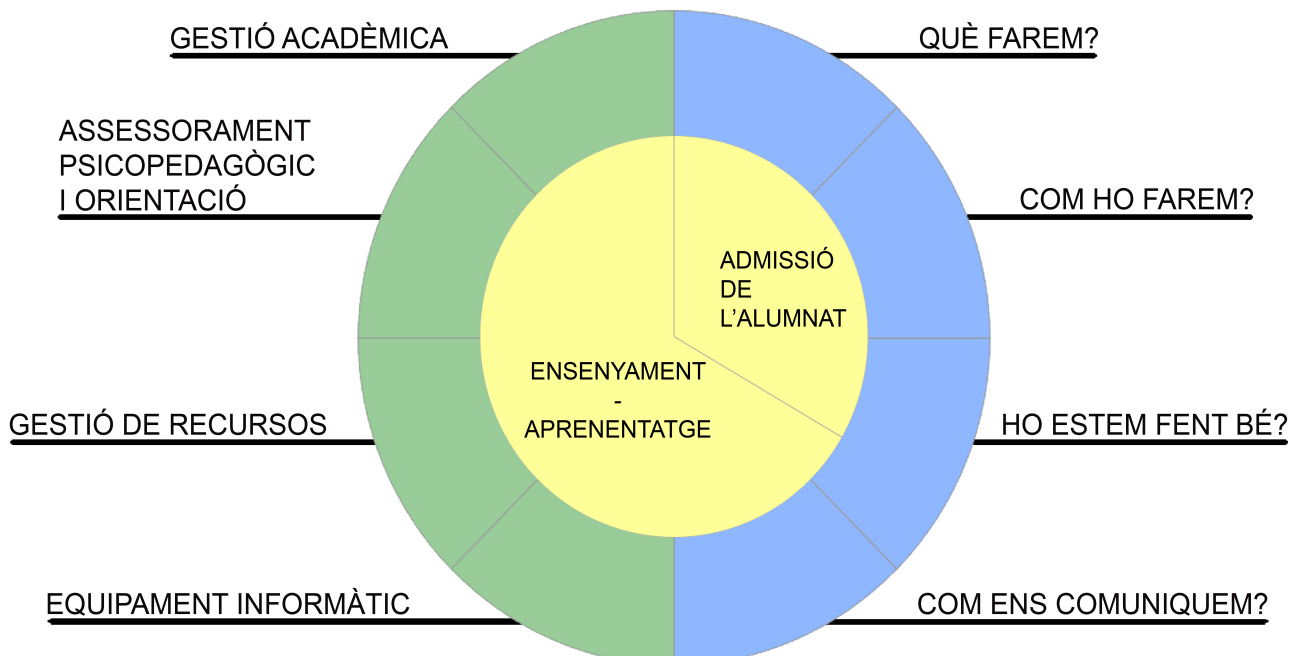 GESTIÓ ACADÈMICA
QUÈ FAREM?
ASSESSORAMENT
PSICOPEDAGÒGIC
I ORIENTACIÓ
COM HO FAREM?
ADMISSIÓ
DE
L'ALUMNAT
ENSENYAMENT
-
APRENENTATGE
GESTIÓ DE RECURSOS
HO ESTEM FENT BÉ?
EQUIPAMENT INFORMÀTIC
COM ENS COMUNIQUEM?